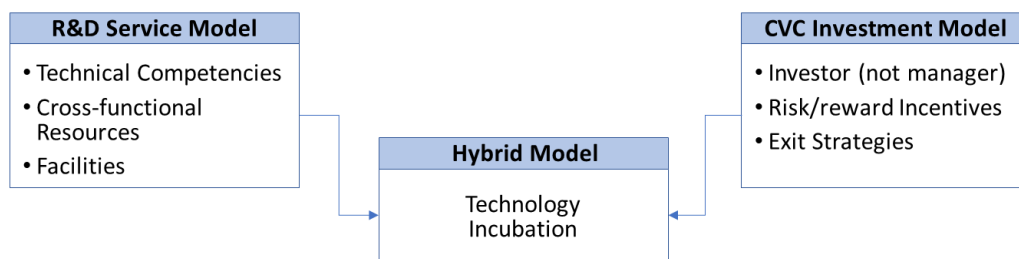 R&D Service Model
• Technical Competencies
• Cross-functional
Resources
• Facilities
CVC Investment Model
• Investor (not manager)
• Risk/reward Incentives
• Exit Strategies
Hybrid Model
Technology
Incubation